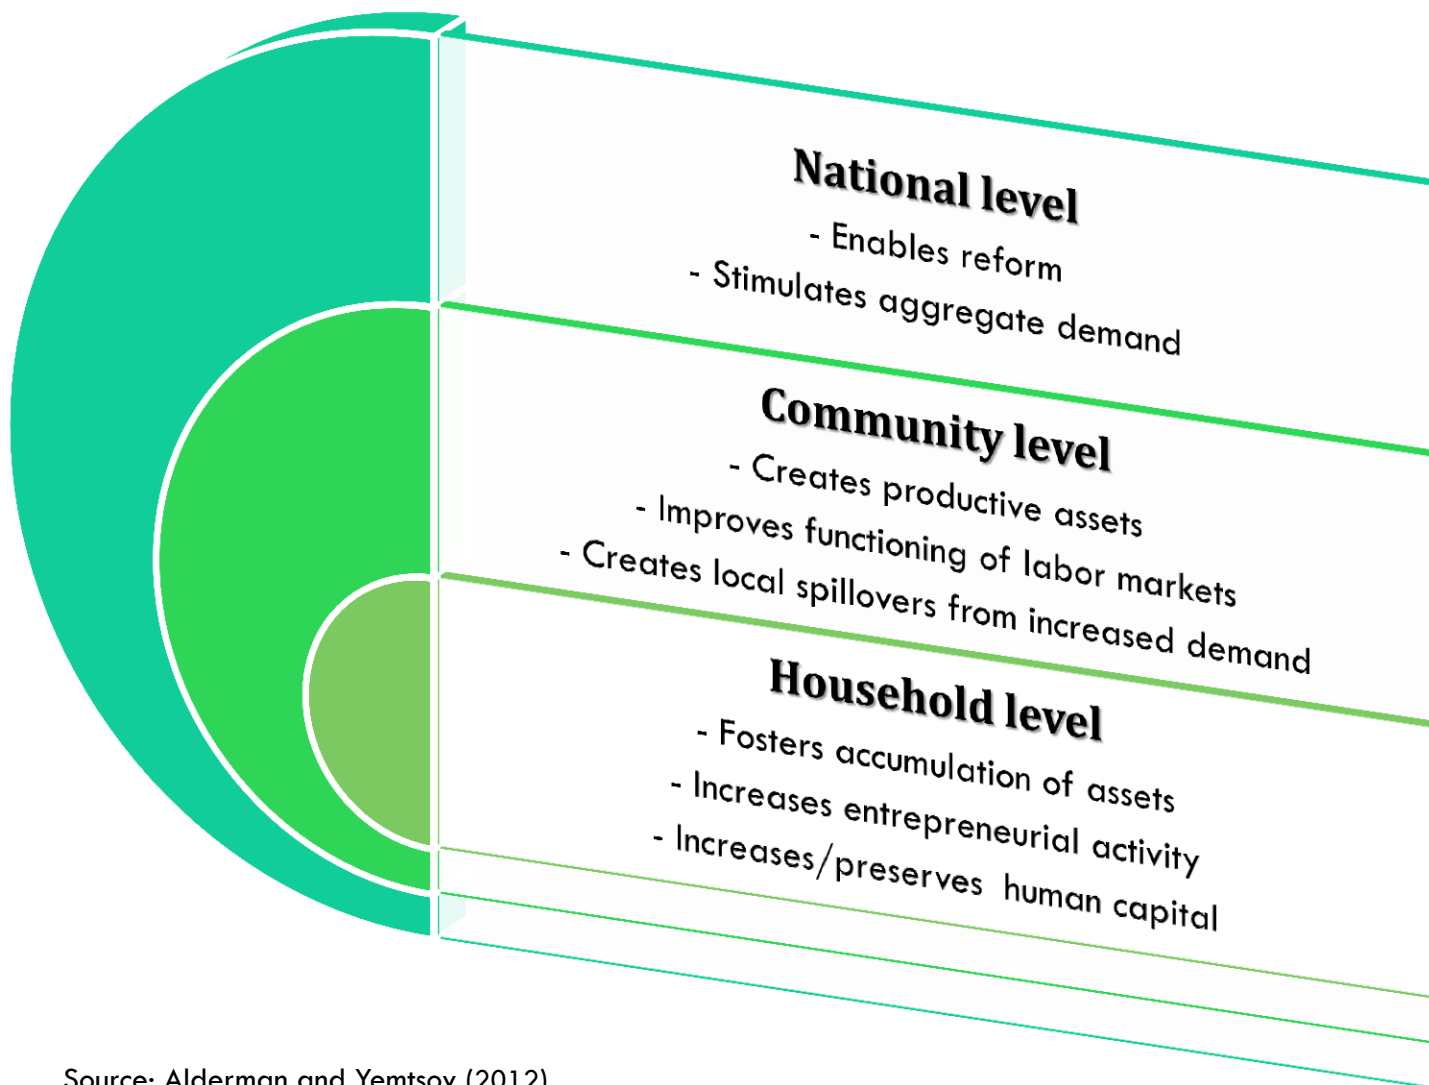 National level
- Enables reform
- Stimulates aggregate demand
Community level
- Creates productive assets
- Improves functioning of labor markets
- Creates local spillovers from increased demand
Household level
- Fosters accumulation of assets
- Increases entrepreneurial activity
- Increases/preserves human capital
Source: Alderman and Yemtsov (2012)